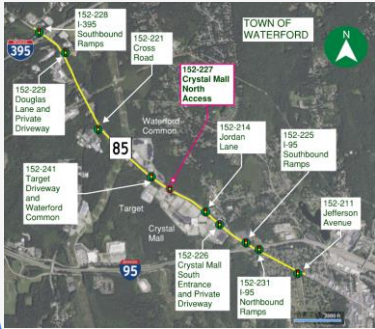 152-228
I-395
Southbound
Ramps
TOWN OF
WATERFORD
N
395
152-221
Cross
Road
152-227
Crystal Mall
North
Access
152-229
Douglas
Lane and
Private
Driveway
Waterford
Common
85
152-214
Jordan
Lane
152-225
I-95
Southbound
Ramps
152-241
Target
Driveway
and
Waterford
Common
Target
152-211
Jefferson
Avenue
Crystal
Mall
95
152-226
Crystal Mall
South
Entrance
and Private
Driveway
152-231
I-95
Northbound
Ramps